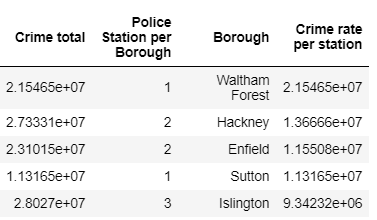 Crime total Police Station per Borough Borough Crime rate per station
2.15465e+07 1 Waltham Forest 2.15465e+07
2.73331e+07 2 Hackney 1.36666e+07
2.31015e+07 2 Enfield 1.15508e+07
1.13165e+07 1 Sutton 1.13165e+07
2.8027e+07 3 Islington 9.34232e+06